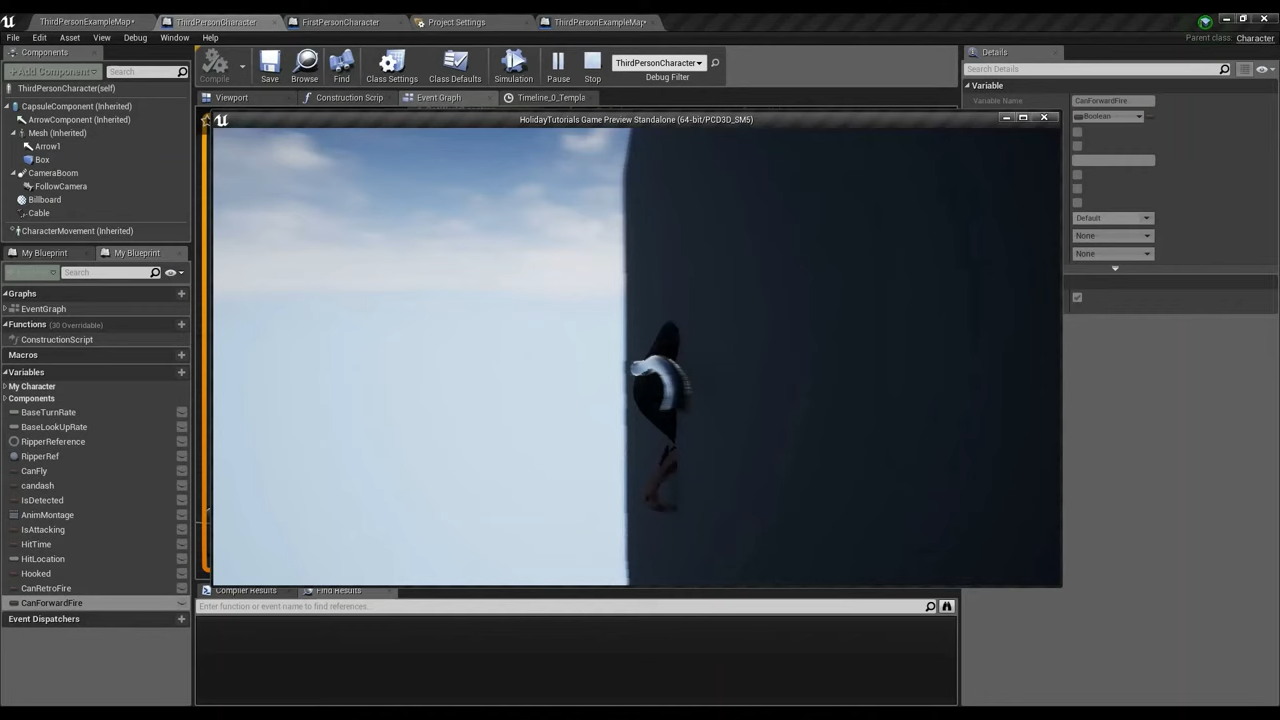 ThirdPersonExampleMap*
ThirdPersonCharacter
FirstPersonCharacter
Project Settings
ThirdPersonExampleMap*
File Edit Asset View Debug Window Help
Parent class: Character
Components
+Add Component
Search
ThirdPersonCharacter(self)
CapsuleComponent (Inherited)
ArrowComponent (Inherited)
Mesh (Inherited)
Arrow1
Box
CameraBoom
FollowCamera
Billboard
Cable
CharacterMovement (Inherited)
My Blueprint
My Blueprint
Search
Graphs
EventGraph
Functions (30 Overridable)
ConstructionScript
Macros
Variables
My Character
Components
BaseTurnRate
BaseLookUpRate
RipperReference
RipperRef
CanFly
candash
IsDetected
AnimMontage
IsAttacking
HitTime
HitLocation
Hooked
CanRetroFire
CanForwardFire
Event Dispatchers
Compile
Save
Browse
Find
Class Settings
Class Defaults
Simulation
Pause
Stop
ThirdPersonCharacter
Debug Filter
Viewport
Construction Scrip
Event Graph
Timeline_0_Templa
HolidayTutorials Game Preview Standalone (64-bit/PCD3D_SM5)
Compiler Results
Find Results
Enter function or event name to find references...
Details
Search Details
Variable
Variable Name
CanForwardFire
Boolean
Default
None
None